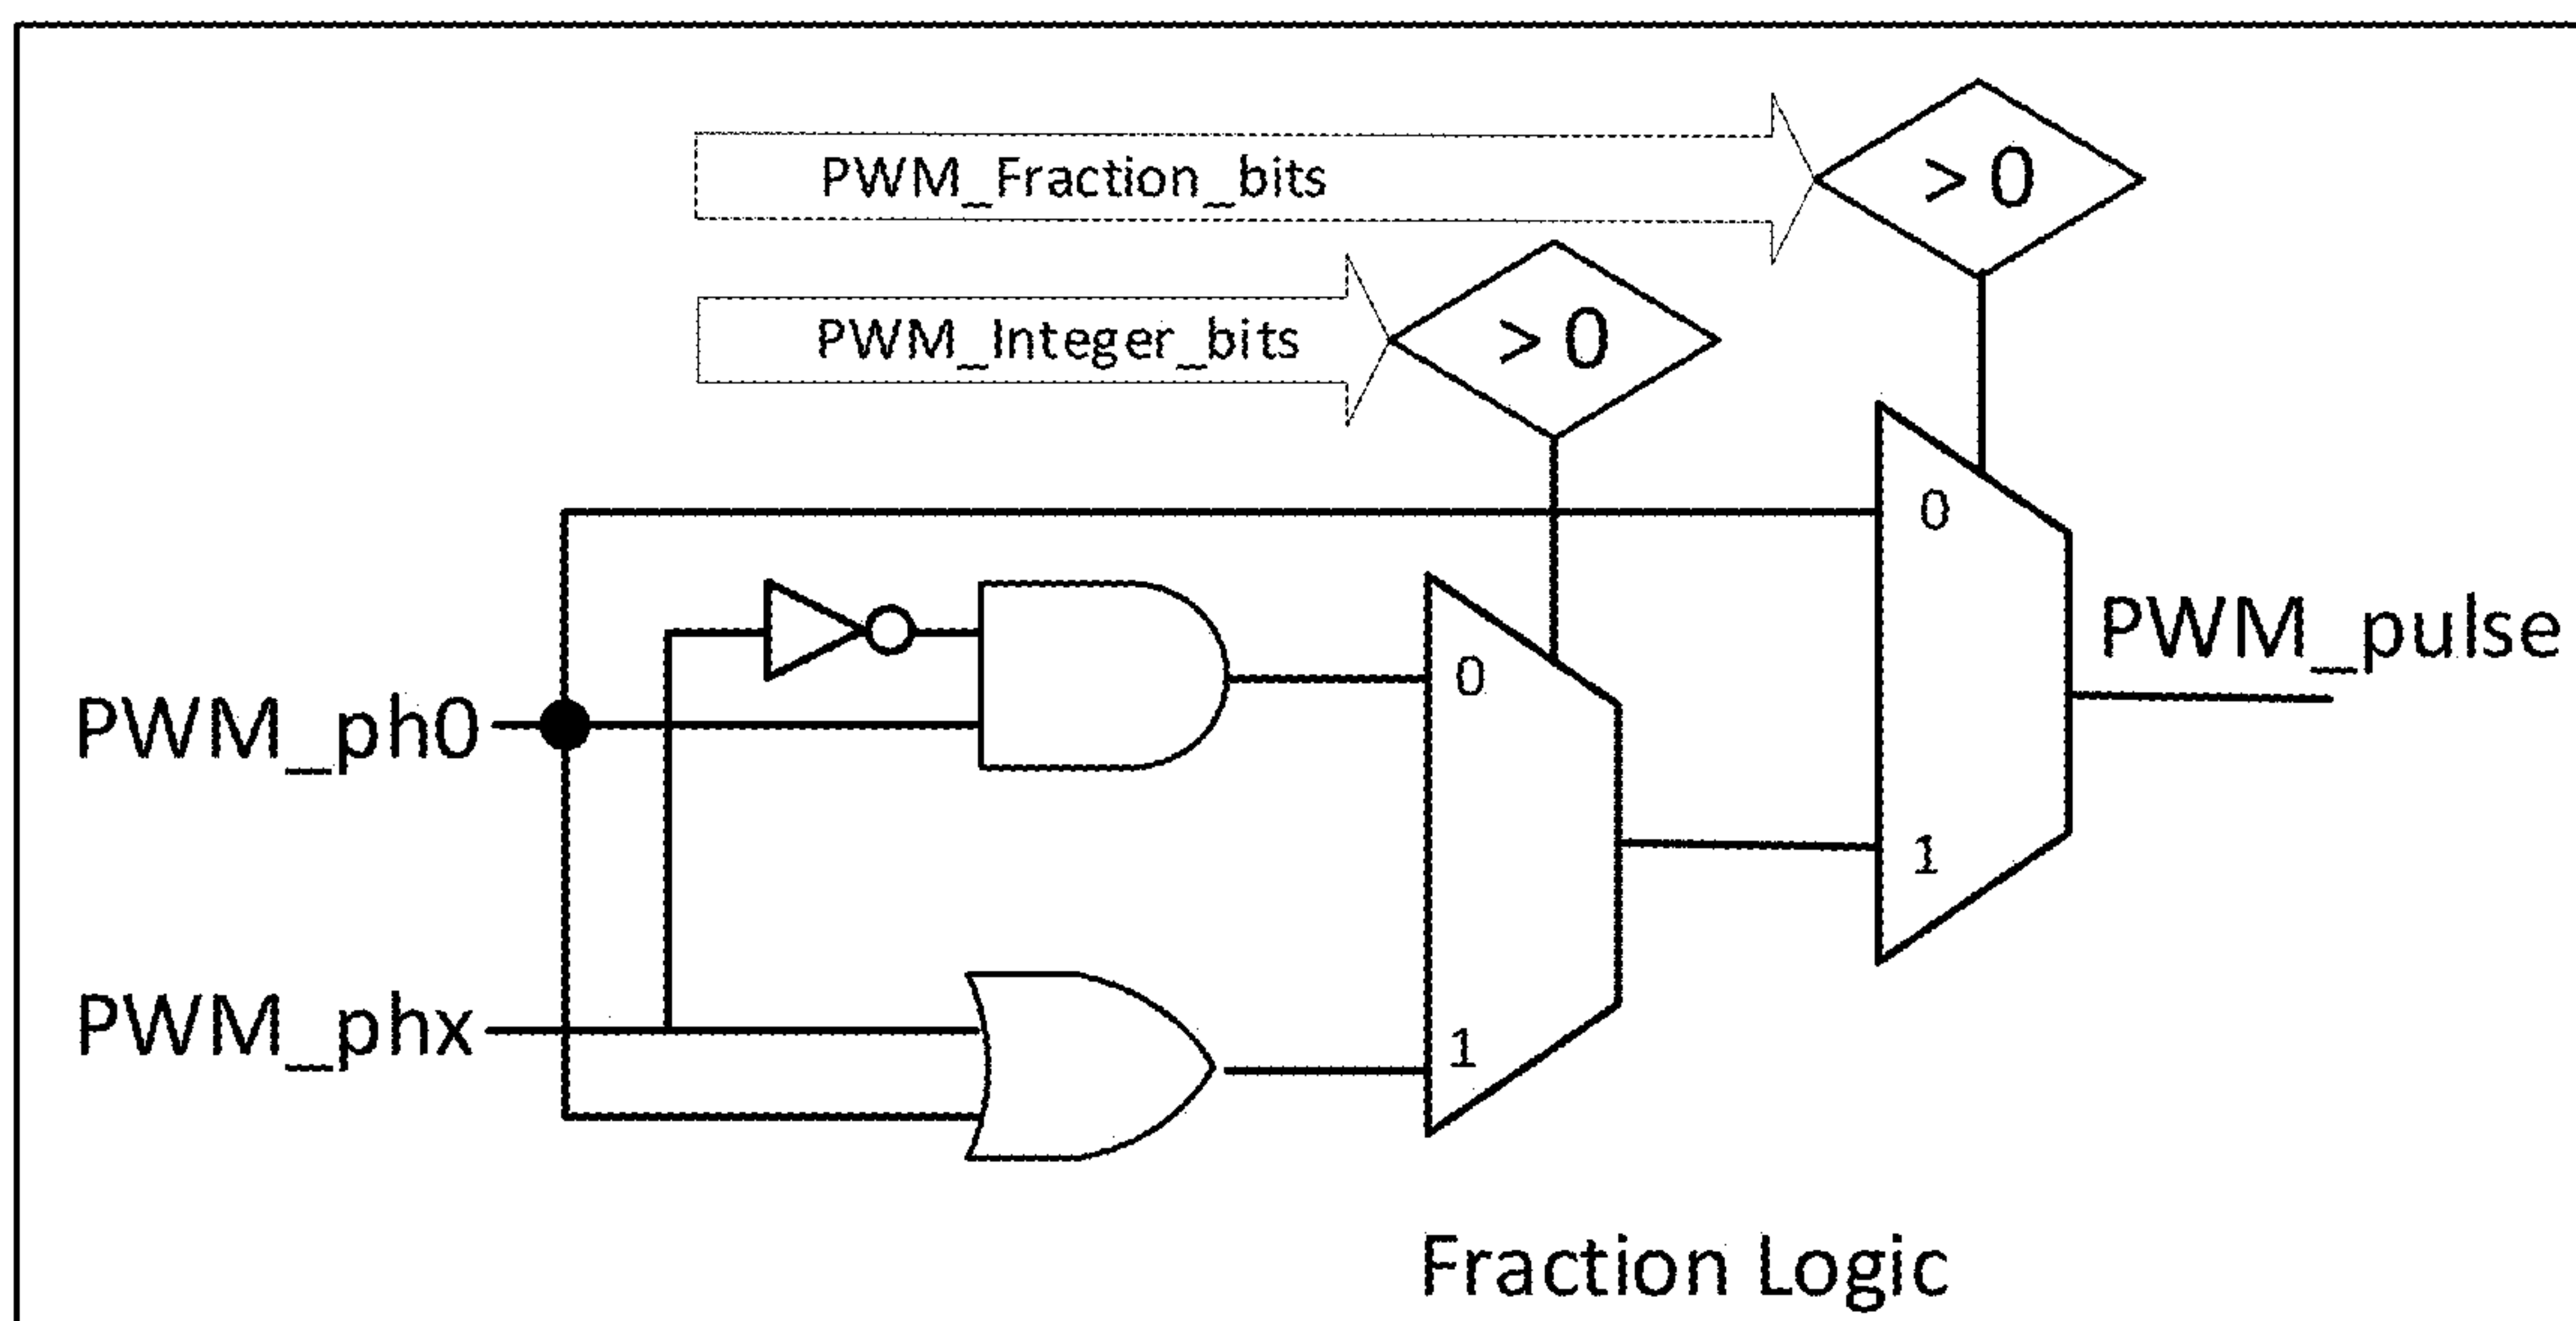 PWM_Fraction_bits
> 0
PWM_Integer_bits
> 0
0
0
PWM_pulse
PWM_ph0
1
PWM_phx
1
Fraction Logic